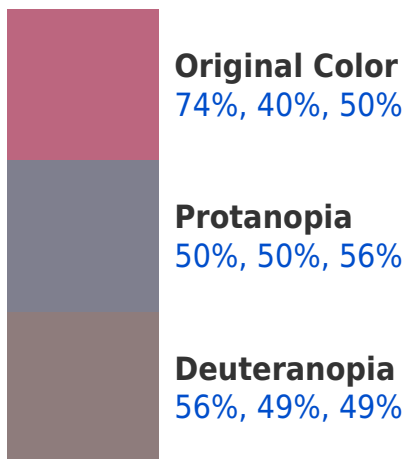 Original Color
74%, 40%, 50%
Protanopia
50%, 50%, 56%
Deuteranopia
56%, 49%, 49%